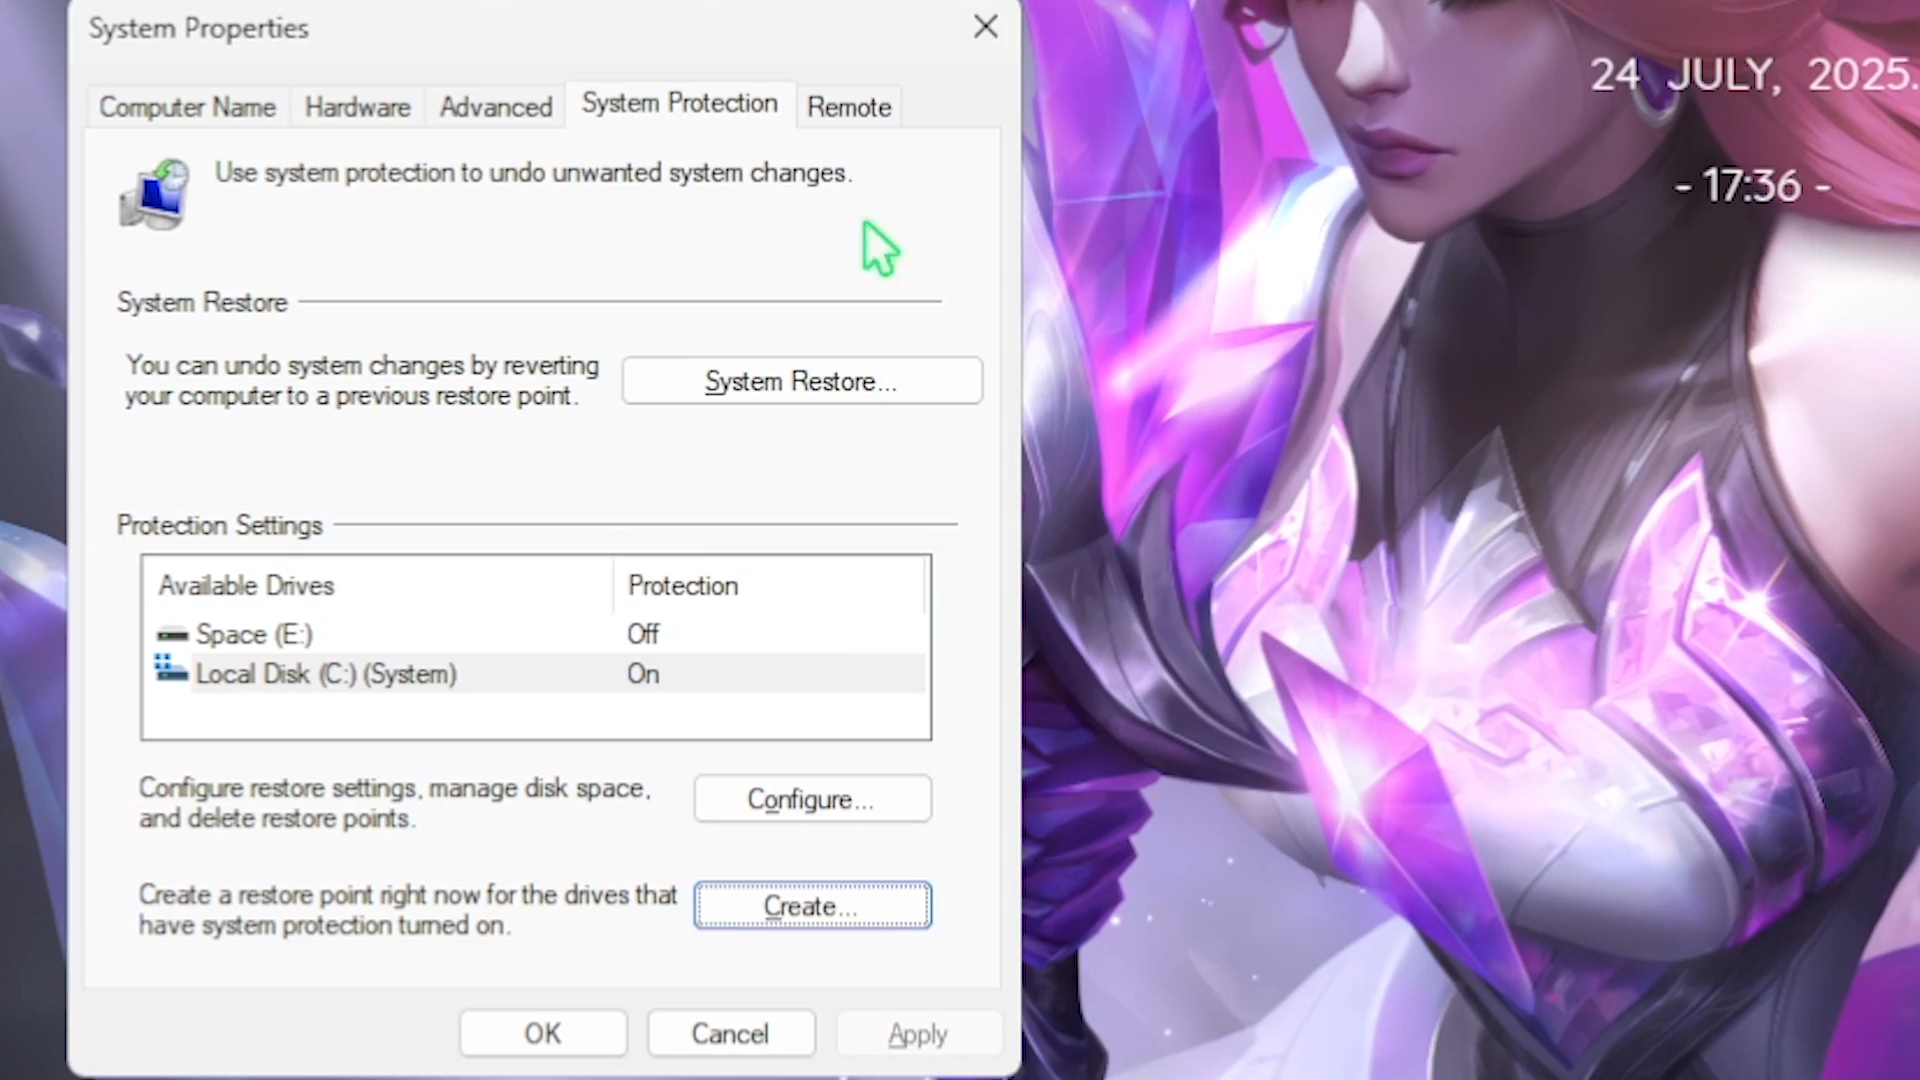 System Properties
Computer Name
Hardware
Advanced
System Protection
Remote
Use system protection to undo unwanted system changes.
System Restore
You can undo system changes by reverting
your computer to a previous restore point.
System Restore...
Protection Settings
Available Drives
Protection
Space (E:)
Off
Local Disk (C:) (System)
On
Configure restore settings, manage disk space,
and delete restore points.
Configure...
Create a restore point right now for the drives that
have system protection turned on.
Create...
OK
Cancel
Apply
24 JULY, 2025.
- 17:36 -